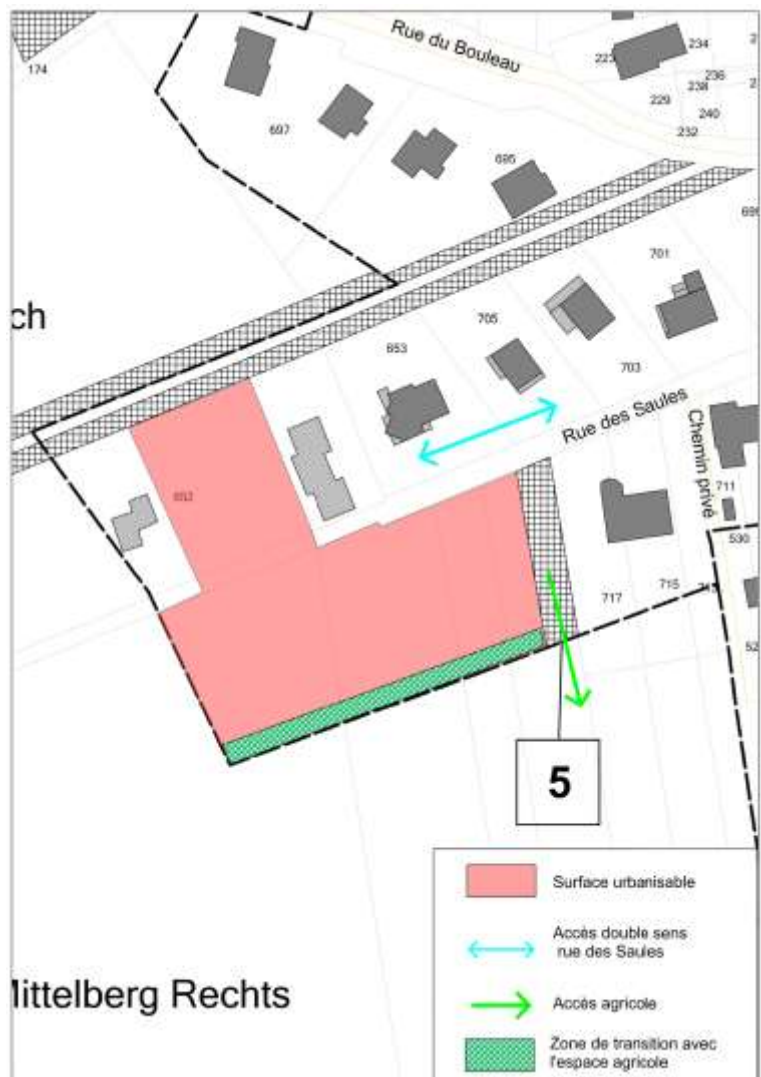 Rue du Bouleau
234
223
236
238
229
240
232
174
697
695
701
ch
705
653
703
Rue des Saules
Chemin privé
711
652
530
717
715
5
Surface urbanisable
Accès double sens
rue des Saules
Accès agricole
Mittelberg Rechts
Zone de transition avec
l'espace agricole